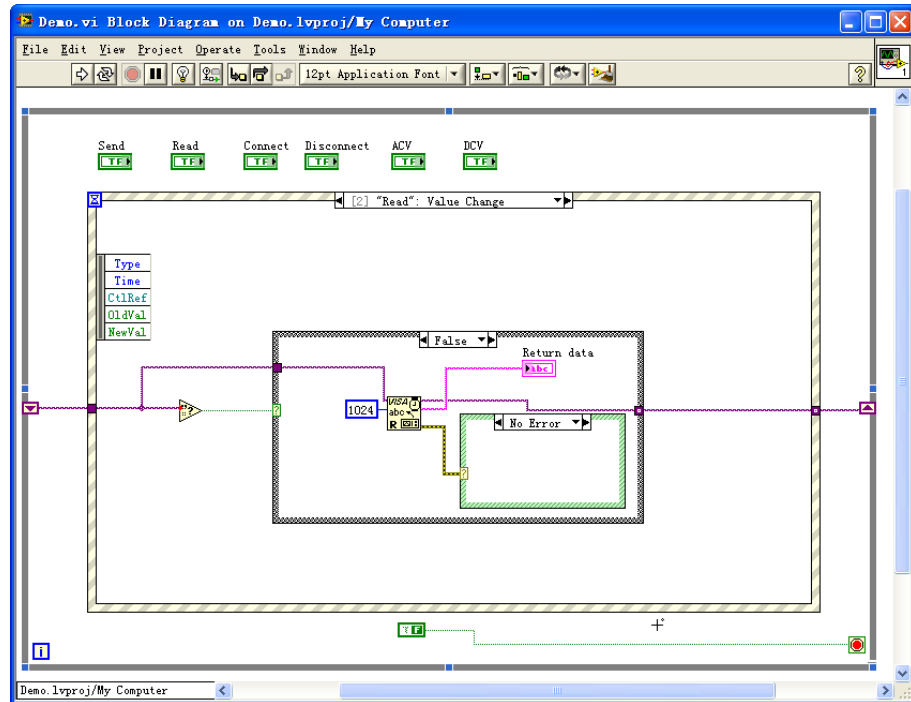 Demo.vi Block Diagram on Demo.lvproj/My Computer
File Edit View Project Operate Tools Window Help
12pt Application Font
1
Send Read Connect Disconnect ACV DCV
TF TF TF TF TF TF
[2] "Read": Value Change
Type
Time
CtlRef
OldVal
NewVal
False
Return data
abc
1024
VISA
abc
R
No Error
?
?
?
F
i
Demo.lvproj/My Computer